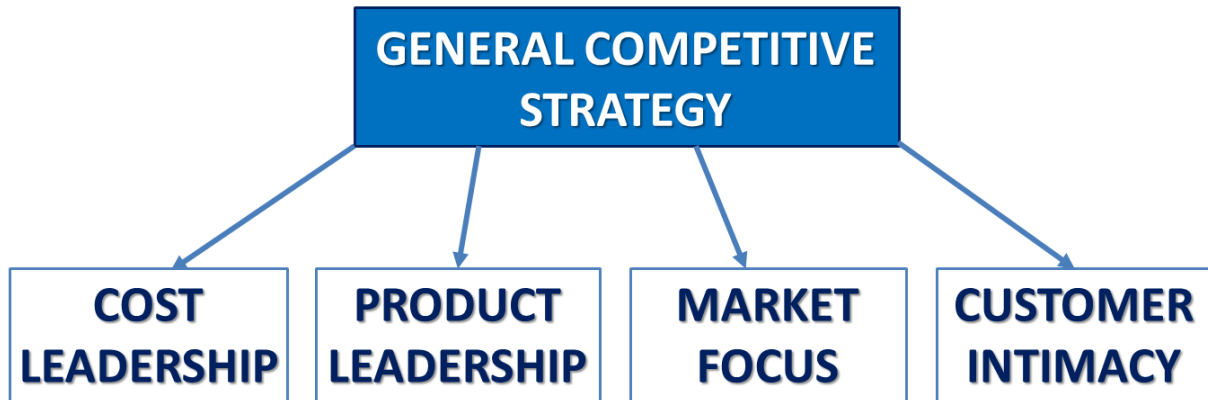 GENERAL COMPETITIVE
STRATEGY
COST
LEADERSHIP
PRODUCT
LEADERSHIP
MARKET
FOCUS
CUSTOMER
INTIMACY